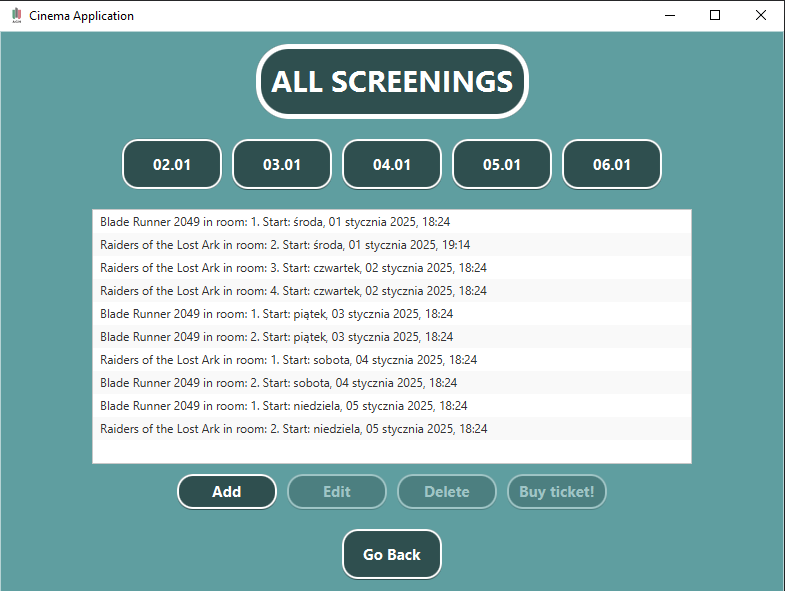 Cinema Application
ALL SCREENINGS
02.01 03.01 04.01 05.01 06.01
Blade Runner 2049 in room: 1. Start: środa, 01 stycznia 2025, 18:24
Raiders of the Lost Ark in room: 2. Start: środa, 01 stycznia 2025, 19:14
Raiders of the Lost Ark in room: 3. Start: czwartek, 02 stycznia 2025, 18:24
Raiders of the Lost Ark in room: 4. Start: czwartek, 02 stycznia 2025, 18:24
Blade Runner 2049 in room: 1. Start: piątek, 03 stycznia 2025, 18:24
Blade Runner 2049 in room: 2. Start: piątek, 03 stycznia 2025, 18:24
Raiders of the Lost Ark in room: 1. Start: sobota, 04 stycznia 2025, 18:24
Blade Runner 2049 in room: 2. Start: sobota, 04 stycznia 2025, 18:24
Blade Runner 2049 in room: 1. Start: niedziela, 05 stycznia 2025, 18:24
Raiders of the Lost Ark in room: 2. Start: niedziela, 05 stycznia 2025, 18:24
Add Edit Delete Buy ticket!
Go Back